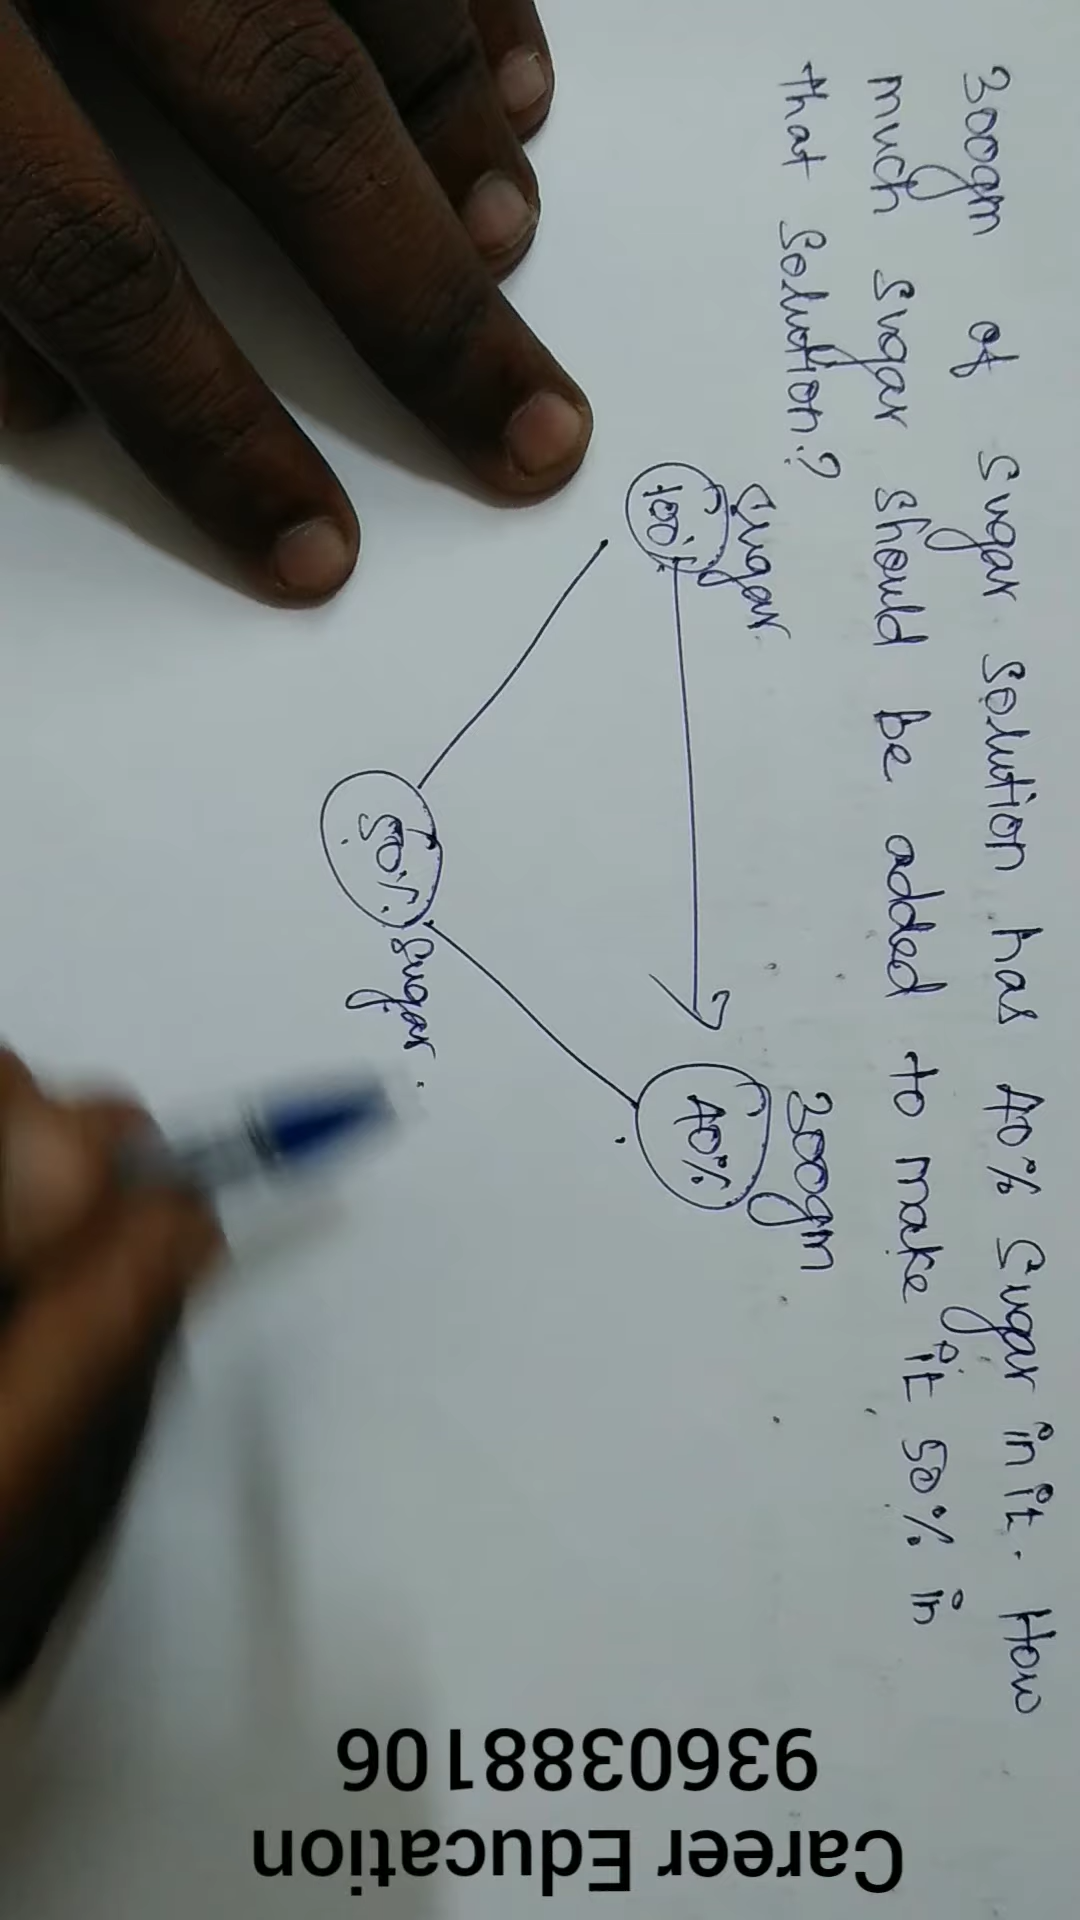 300gm of sugar solution has 40% sugar in it. How
much sugar should be added to make it 50% in
that solution?
sugar
300gm
100%
40%
50%
sugar
Career Education
9360388106